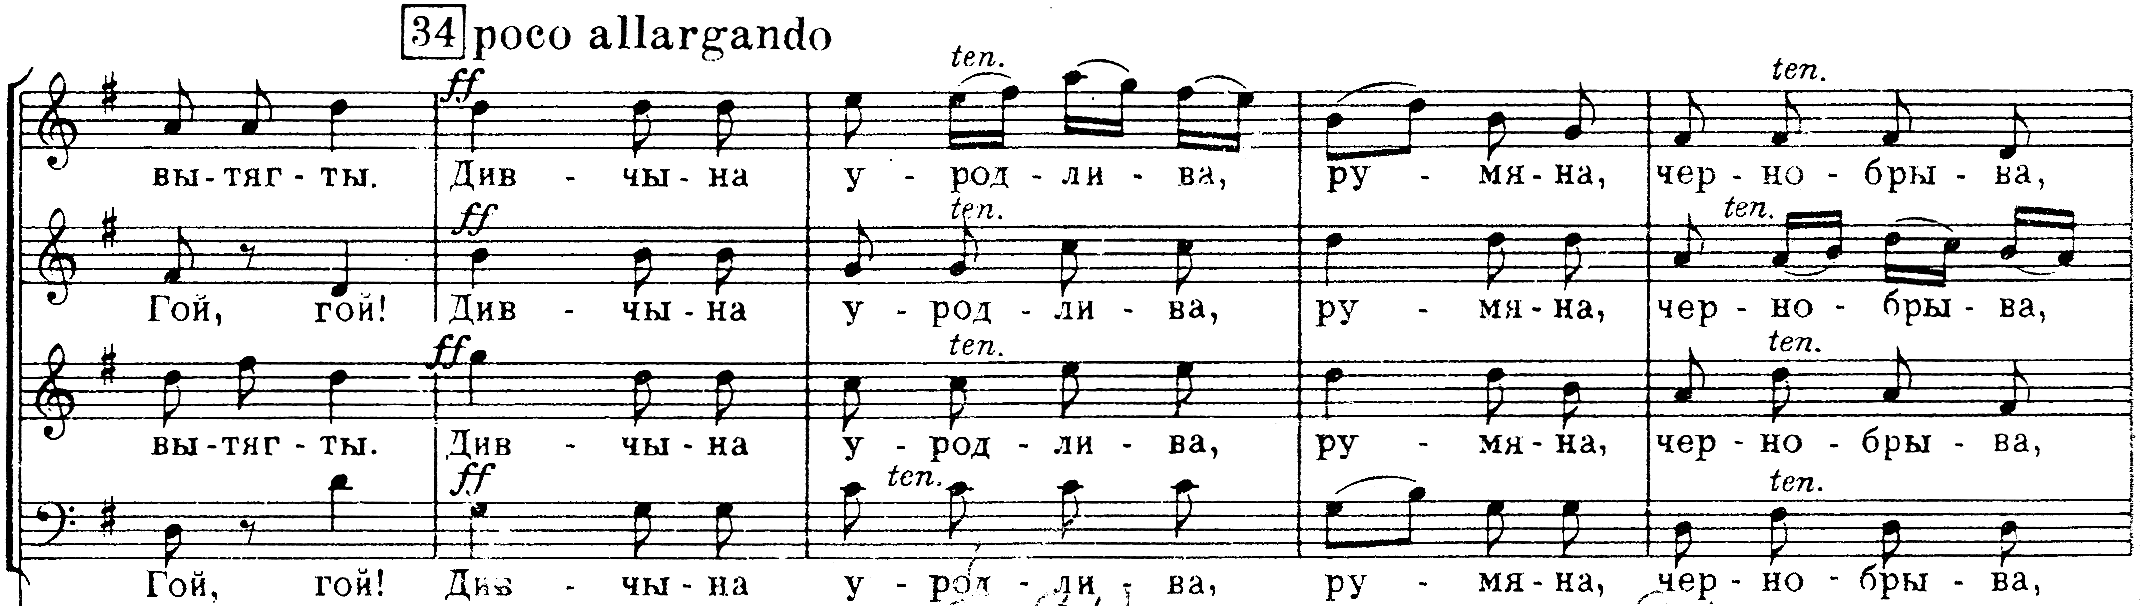 34 poco allargando
ff ten. ten.
вы-тяг-ты. Див - чы-на у - род-ли-ва, ру - мя-на, чер-но-бры-ва,
ff ten. ten.
Гой, гой! Див - чы-на у - род-ли-ва, ру - мя-на, чер-но-бры-ва,
ff ten. ten.
вы-тяг-ты. Див - чы-на у - род-ли-ва, ру - мя-на, чер-но-бры-ва,
ff ten. ten.
Гой, гой! Див - чы-на у - род-ли-ва, ру - мя-на, чер-но-бры-ва,